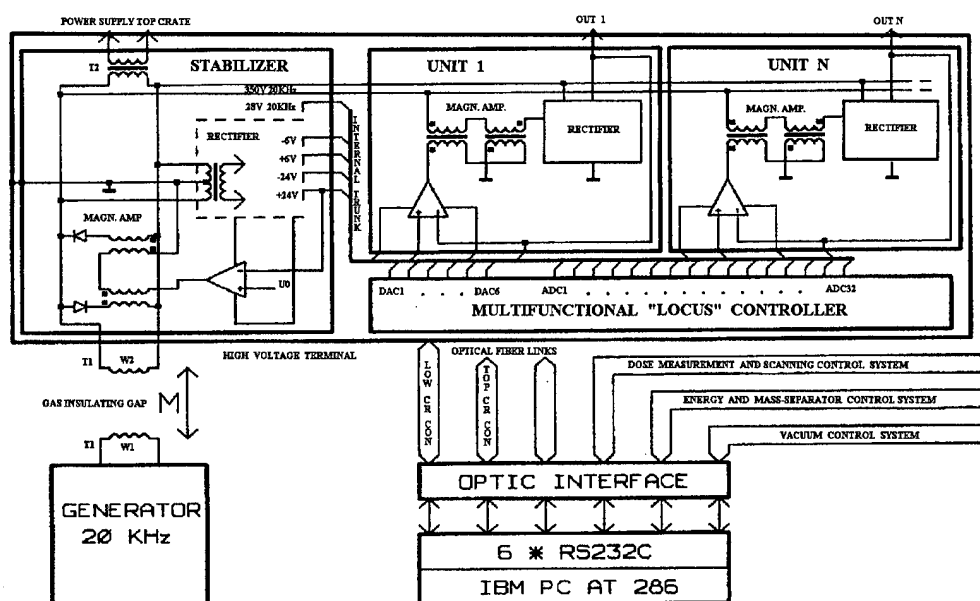 POWER SUPPLY TOP CRATE
OUT 1
OUT N
T2
STABILIZER
UNIT 1
UNIT N
350V 20KHz
28V 20KHz
MAGN. AMP.
MAGN. AMP.
RECTIFIER
RECTIFIER
RECTIFIER
-6V
+6V
-24V
+24V
INTERNAL TRUNK
MAGN. AMP
U0
DAC1 . . . . DAC6
ADC1 . . . . . . . . . . . . . ADC32
MULTIFUNCTIONAL "LOCUS" CONTROLLER
T1
W2
HIGH VOLTAGE TERMINAL
OPTICAL FIBER LINKS
LOW CR CON
TOP CR CON
DOSE MEASUREMENT AND SCANNING CONTROL SYSTEM
GAS INSULATING GAP
M
ENERGY AND MASS-SEPARATOR CONTROL SYSTEM
VACUUM CONTROL SYSTEM
T1
W1
OPTIC INTERFACE
GENERATOR
20 KHz
6 * RS232C
IBM PC AT 286